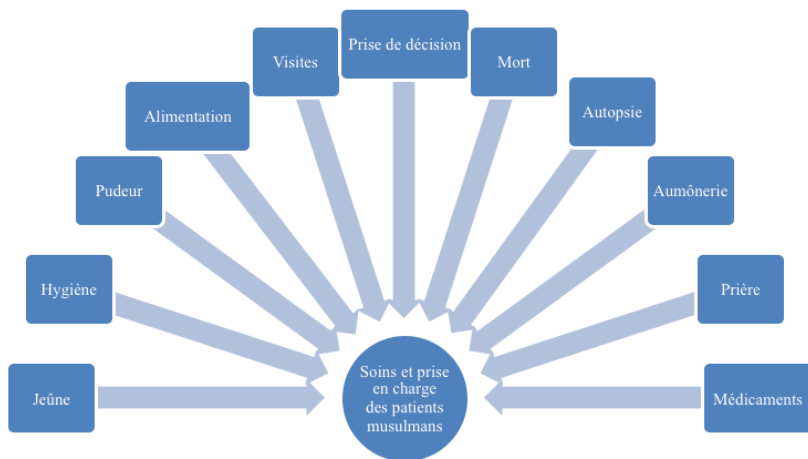 Prise de décision
Visites
Mort
Alimentation
Autopsie
Pudeur
Aumônerie
Hygiène
Prière
Jeûne
Soins et prise
en charge
des patients
musulmans
Médicaments